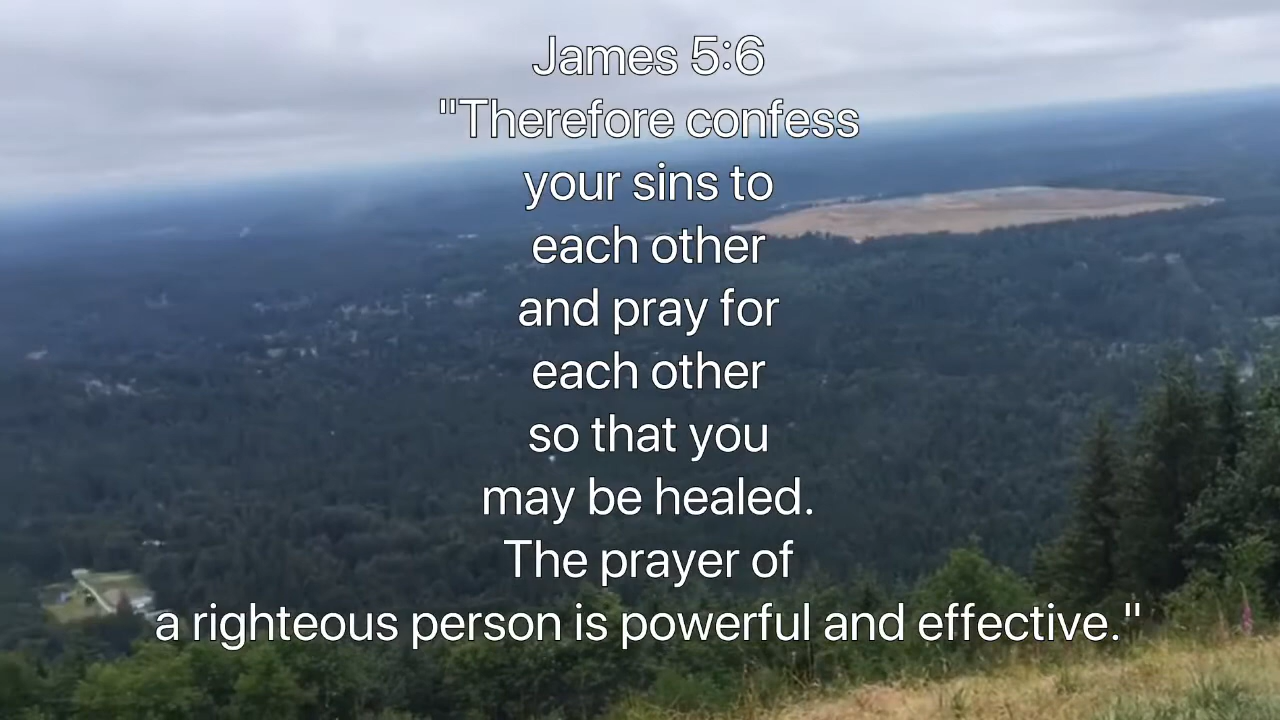 James 5:6
"Therefore confess
your sins to
each other
and pray for
each other
so that you
may be healed.
The prayer of
a righteous person is powerful and effective."